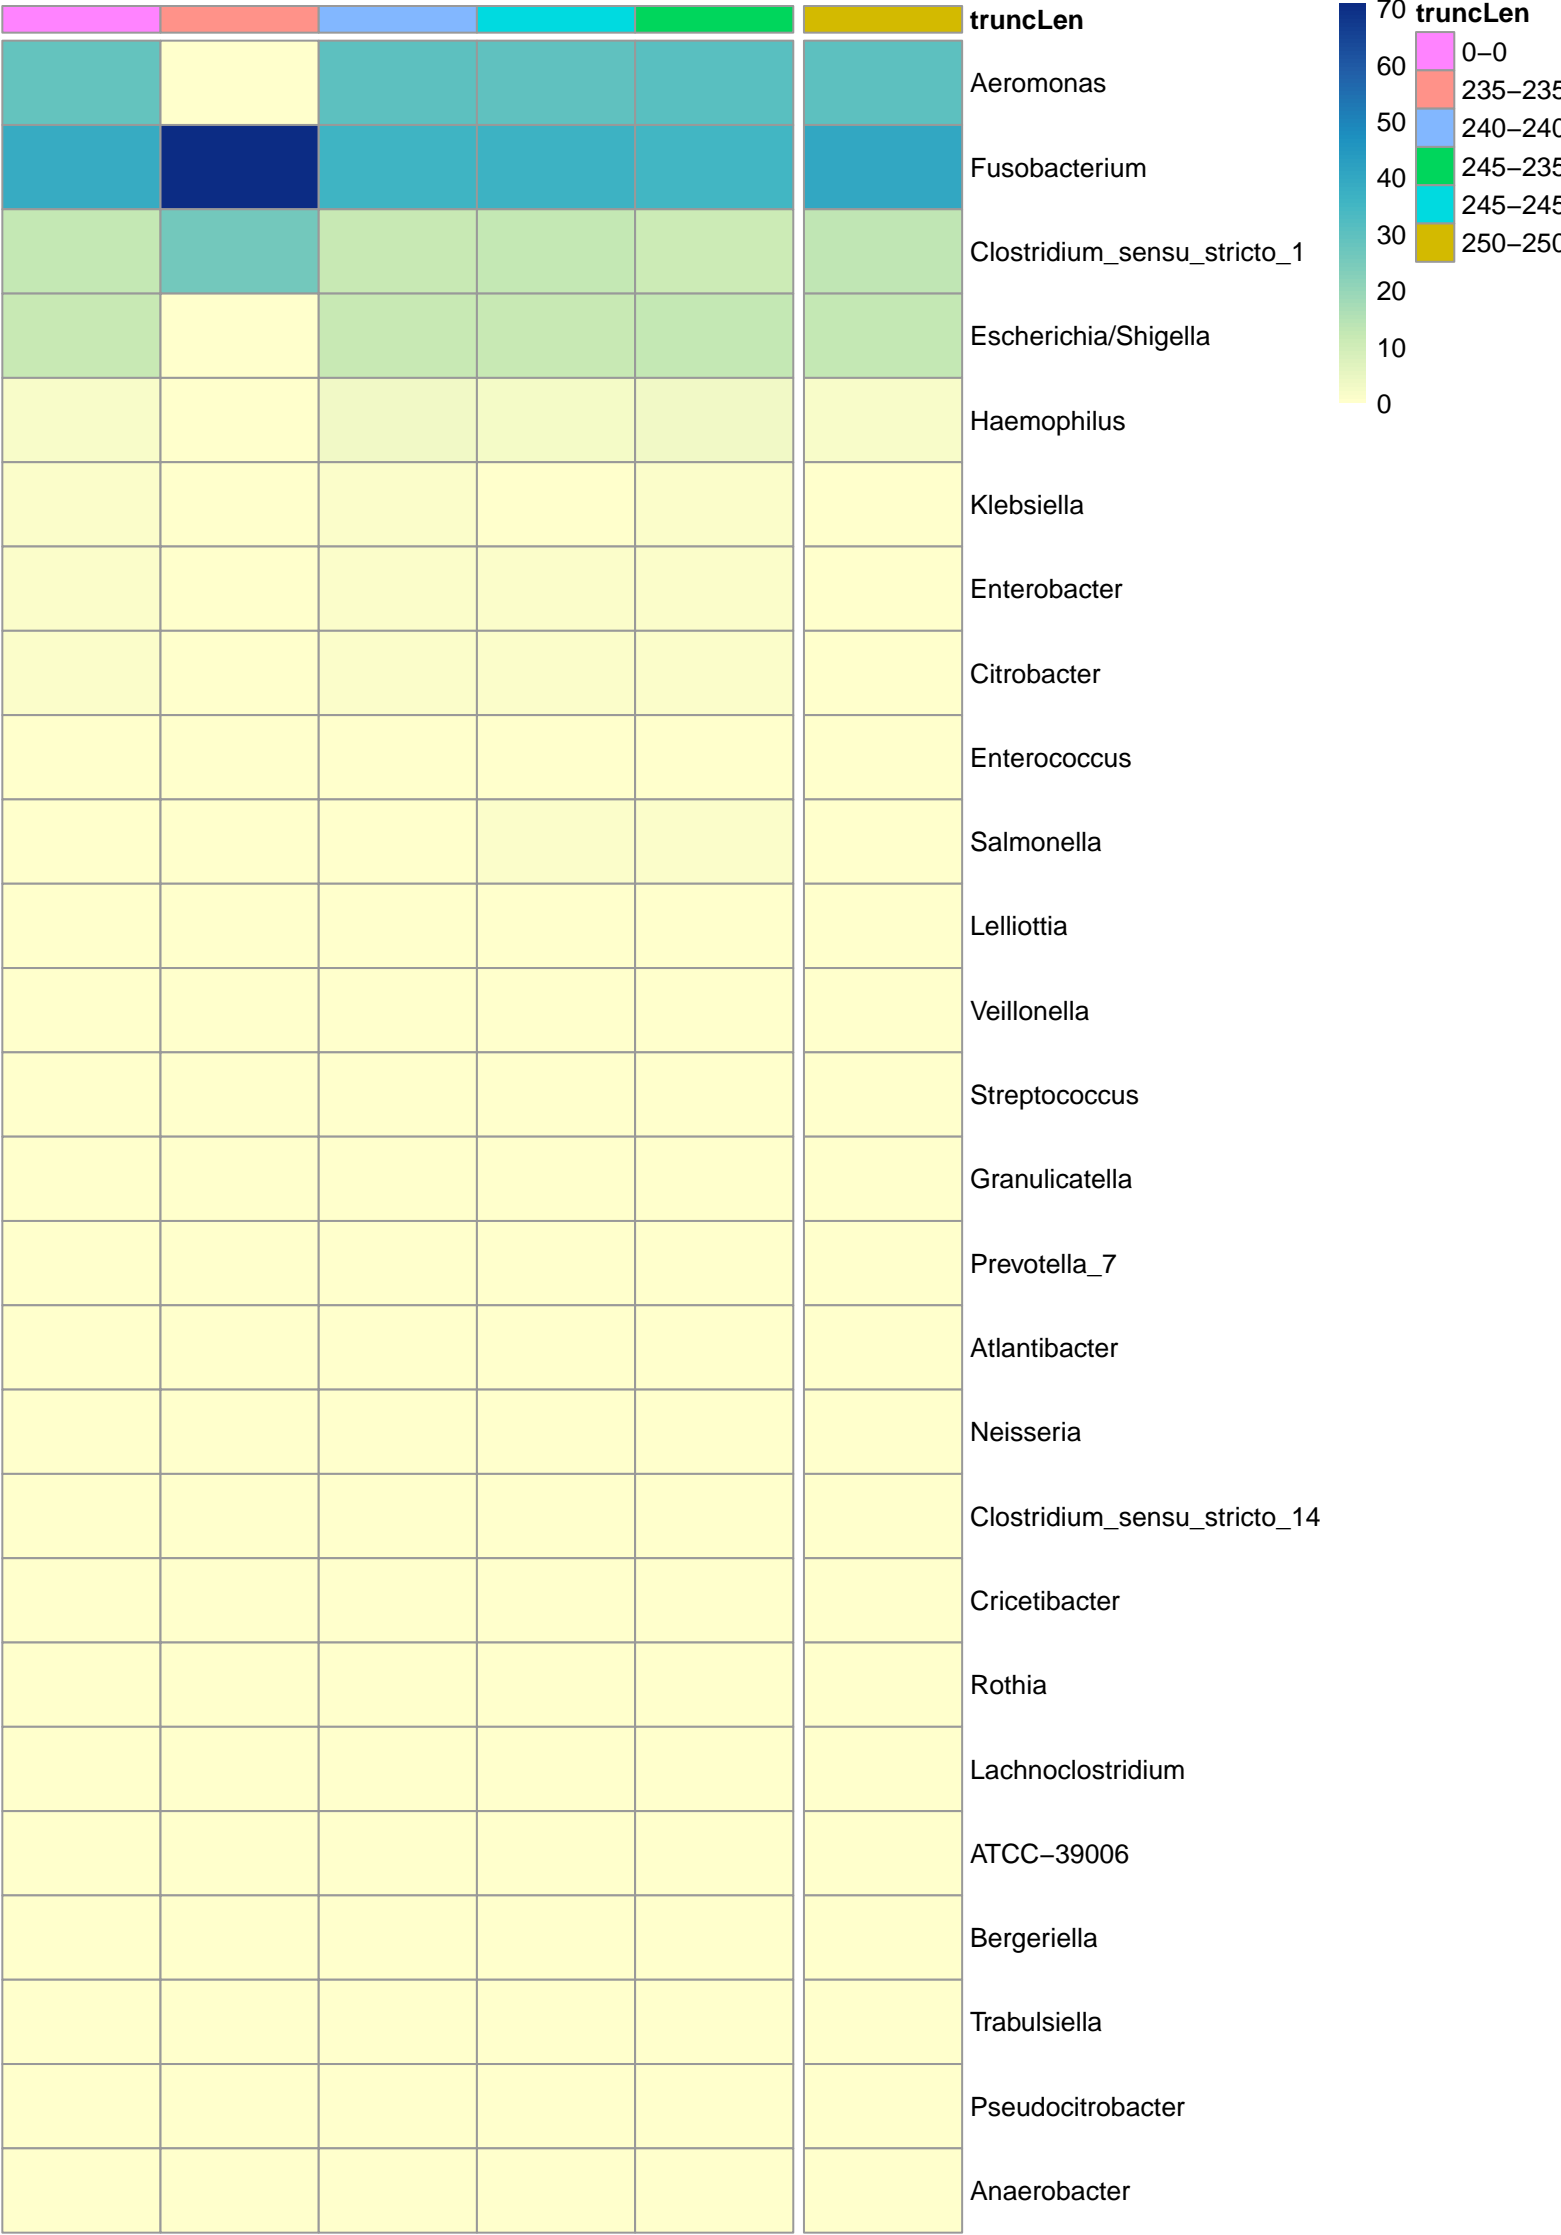 truncLen
Aeromonas
Fusobacterium
Clostridium_sensu_stricto_1
Escherichia/Shigella
Haemophilus
Klebsiella
Enterobacter
Citrobacter
Enterococcus
Salmonella
Lelliottia
Veillonella
Streptococcus
Granulicatella
Prevotella_7
Atlantibacter
Neisseria
Clostridium_sensu_stricto_14
Cricetibacter
Rothia
Lachnoclostridium
ATCC−39006
Bergeriella
Trabulsiella
Pseudocitrobacter
Anaerobacter
70
60
50
40
30
20
10
0
truncLen
0−0
235−235
240−240
245−235
245−245
250−250